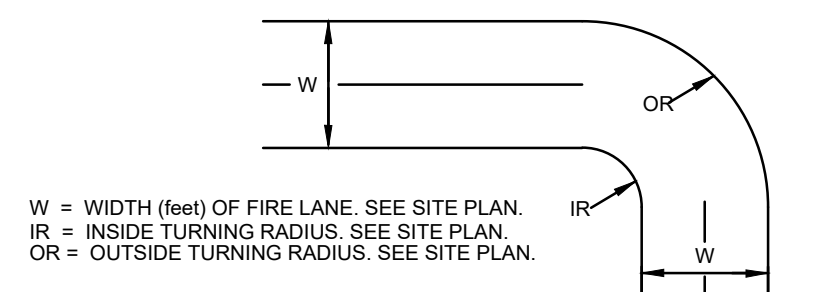 W
OR
W = WIDTH (feet) OF FIRE LANE. SEE SITE PLAN.
IR
IR = INSIDE TURNING RADIUS. SEE SITE PLAN.
OR = OUTSIDE TURNING RADIUS. SEE SITE PLAN.
W